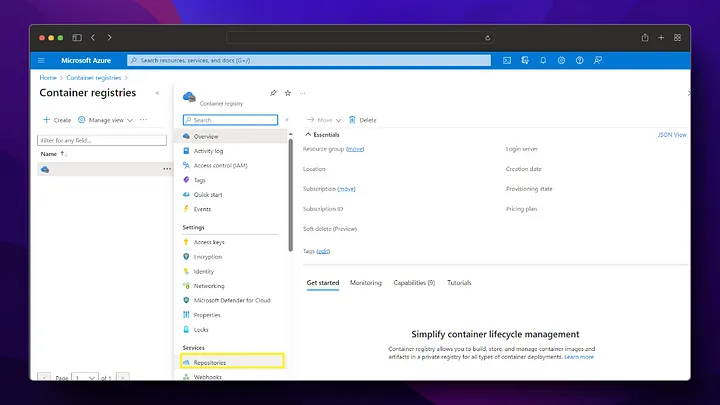 Microsoft Azure
Search resources, services, and docs (G+/)
Home > Container registries >
Container registries
Container registry
Create
Manage view
Filter for any field...
Name
Page 1 of 1
Search
Overview
Activity log
Access control (IAM)
Tags
Quick start
Events
Settings
Access keys
Encryption
Identity
Networking
Microsoft Defender for Cloud
Properties
Locks
Services
Repositories
Webhooks
Move
Delete
Essentials
JSON View
Resource group (move)
Location
Subscription (move)
Subscription ID
Soft delete (Preview)
Tags (edit)
Login server
Creation date
Provisioning state
Pricing plan
Get started Monitoring Capabilities (9) Tutorials
Simplify container lifecycle management
Container registry allows you to build, store, and manage container images and
artifacts in a private registry for all types of container deployments. Learn more